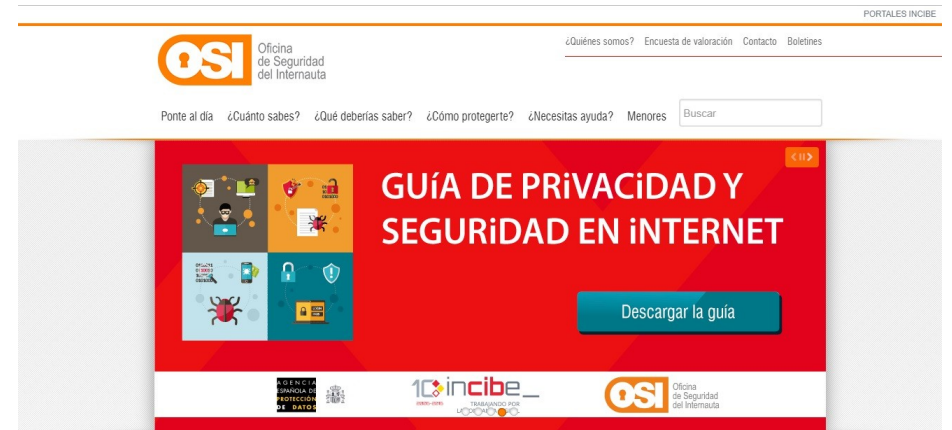 PORTALES INCIBE
OSI
Oficina
de Seguridad
del Internauta
¿Quiénes somos? Encuesta de valoración Contacto Boletines
Ponte al día ¿Cuánto sabes? ¿Qué deberías saber? ¿Cómo protegerte? ¿Necesitas ayuda? Menores Buscar
GUíA DE PRiVACiDAD Y
SEGURiDAD EN iNTERNET
Descargar la guía
AGENCIA
ESPAÑOLA DE
PROTECCIÓN
DE DATOS
incibe_
TRABAJANDO POR
OSI
Oficina
de Seguridad
del Internauta